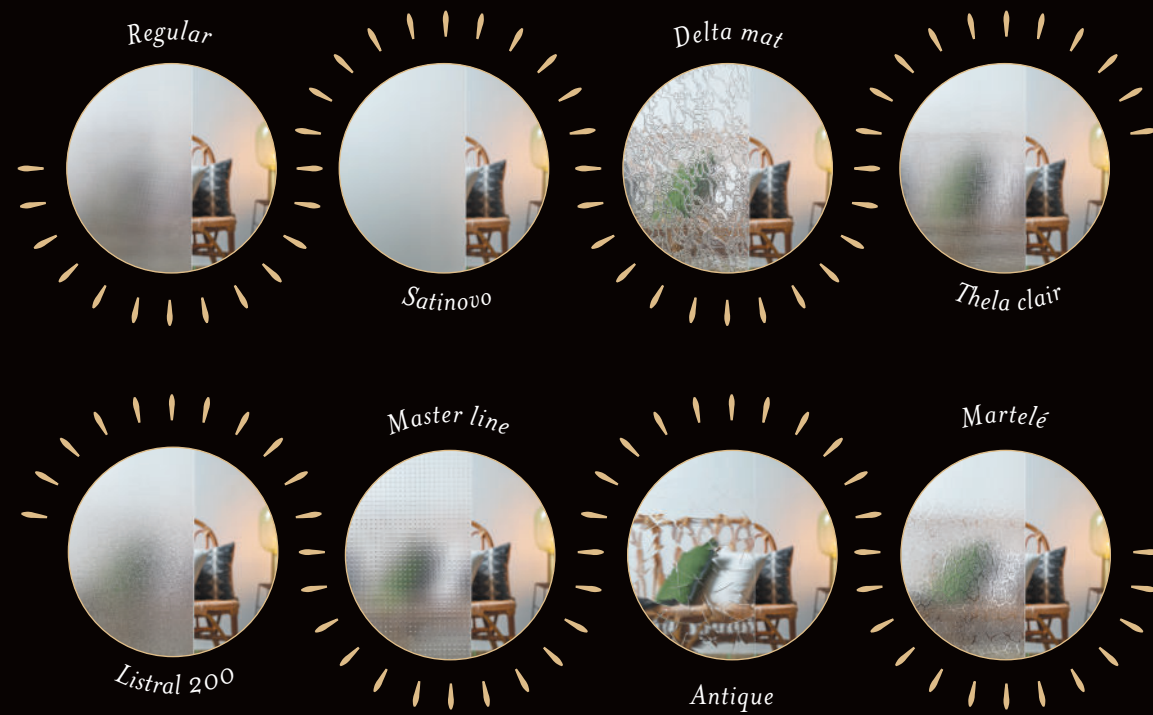 Regular
Satinovo
Delta mat
Thela clair
Listral 200
Master line
Antique
Martelé